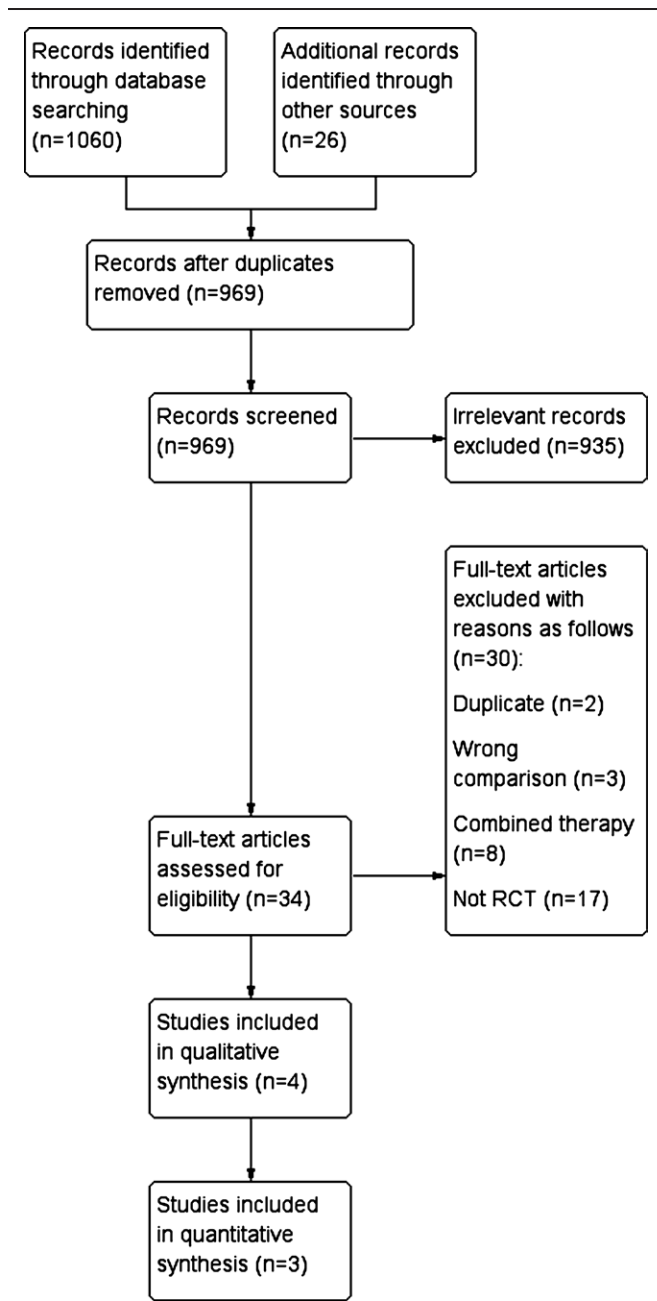 Records identified
through database
searching
(n=1060)
Additional records
identified through
other sources
(n=26)
Records after duplicates
removed (n=969)
Records screened
(n=969)
Irrelevant records
excluded (n=935)
Full-text articles
excluded with
reasons as follows
(n=30):
Duplicate (n=2)
Wrong
comparison (n=3)
Combined therapy
(n=8)
Not RCT (n=17)
Full-text articles
assessed for
eligibility (n=34)
Studies included
in qualitative
synthesis (n=4)
Studies included
in quantitative
synthesis (n=3)